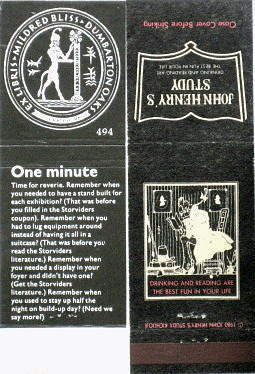 EX LIBRIS • MILDRED BLISS • DUMBARTON OAKS
494
One minute
Time for reverie. Remember when
you needed to have a stand built for
each exhibition? (That was before
you filled in the Storviders
coupon). Remember when you
had to lug equipment around
instead of having it all in a
suitcase? (That was before you
read the Storviders
literature.) Remember when
you needed a display in your
foyer and didn't have one?
(Get the Storviders
literature.) Remember when
you used to stay up half the
night on build-up day? (Need we
say more?)
Close Cover Before Striking
JOHN HENRY'S
STUDY
DRINKING AND READING ARE
THE BEST FUN IN YOUR LIFE
DRINKING AND READING ARE
THE BEST FUN IN YOUR LIFE
© 1980 JOHN HENRY'S STUDY